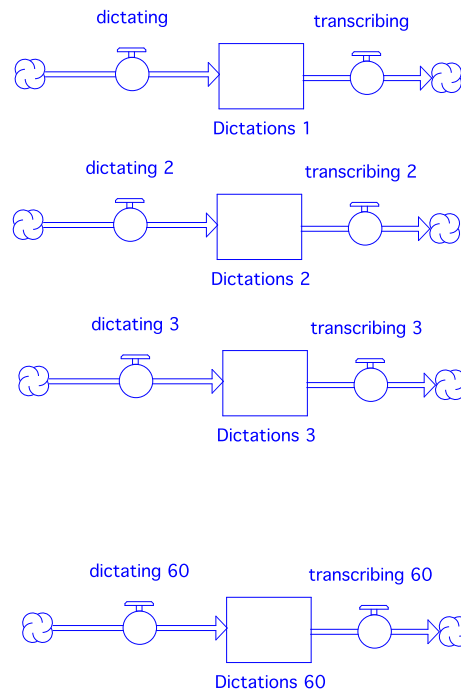 dictating
transcribing
Dictations 1
dictating 2
transcribing 2
Dictations 2
dictating 3
transcribing 3
Dictations 3
dictating 60
transcribing 60
Dictations 60